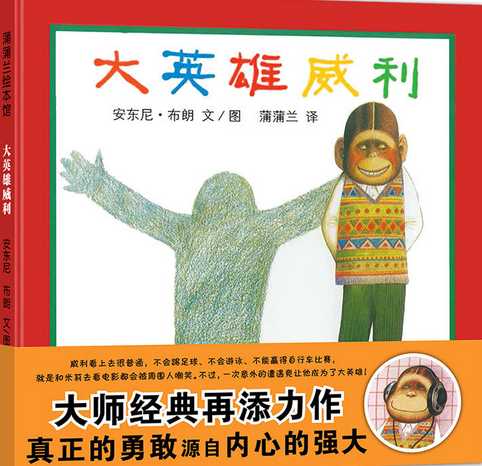 蒲蒲兰绘本馆
大英雄威利
安东尼 布朗 文/图
大英雄威利
安东尼·布朗 文/图 蒲蒲兰 译
威利看上去很普通，不会踢足球、不会游泳、不能赢得自行车比赛，
就是和米莉去看电影都会被周围人嘲笑。不过，一次意外的遭遇竟让他成为了大英雄！
大师经典再添力作
真正的勇敢源自内心的强大